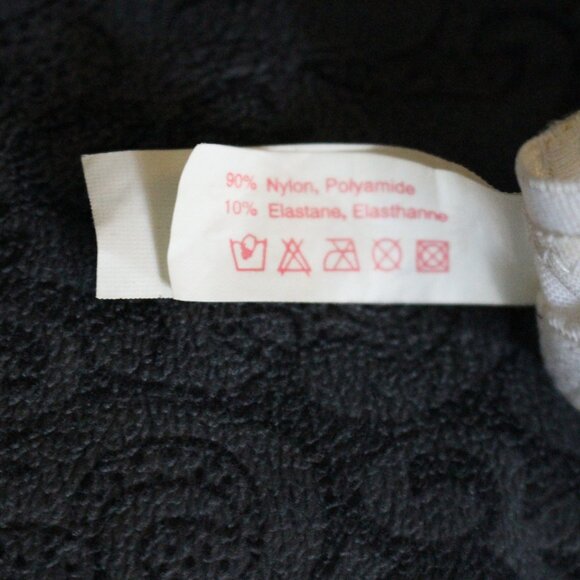 90% Nylon, Polyamide
10% Elastane, Elasthanne